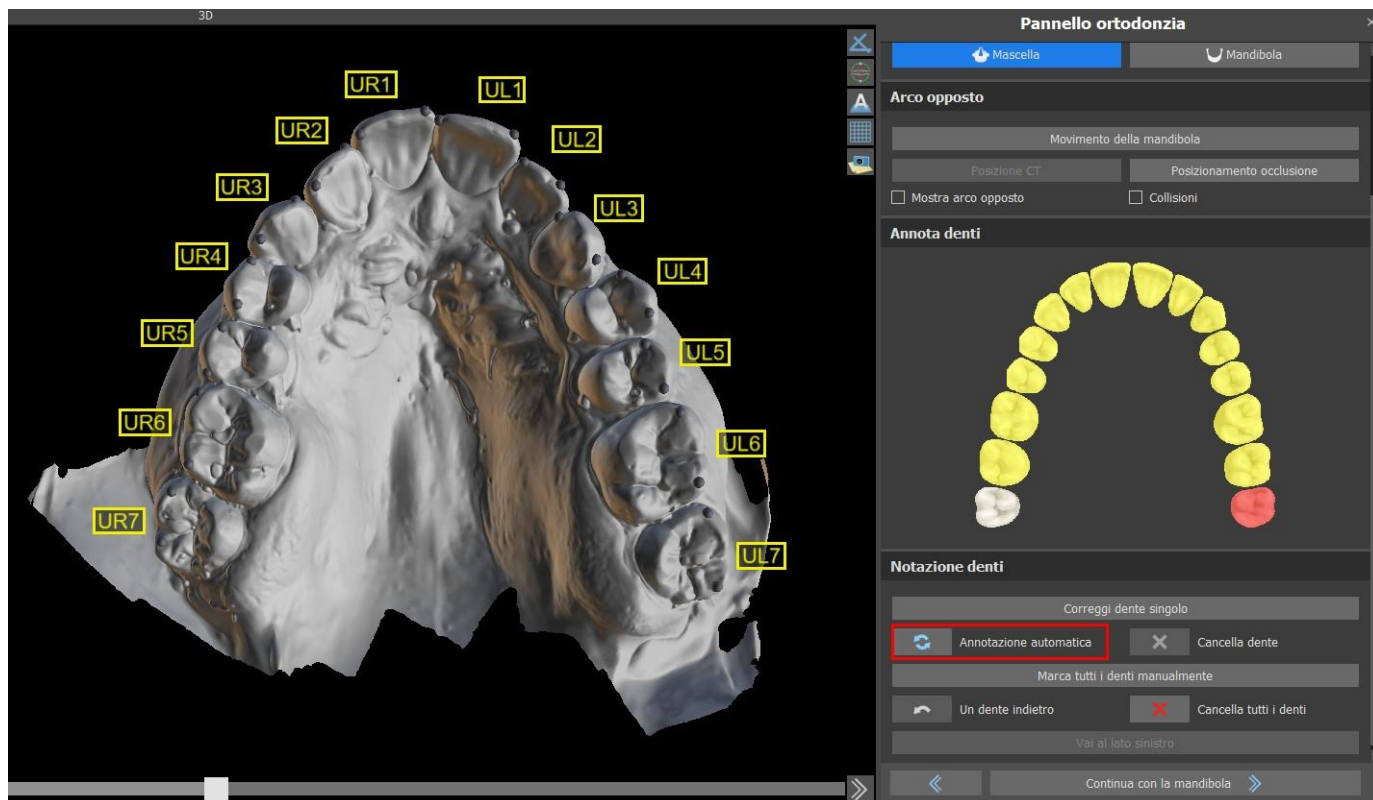 3D
UR1
UL1
UR2
UL2
UR3
UL3
UR4
UL4
UR5
UL5
UR6
UL6
UR7
UL7
Pannello ortodonzia
Mascella
Mandibola
Arco opposto
Movimento della mandibola
Posizione CT
Posizionamento occlusione
Mostra arco opposto
Collisioni
Annota denti
Notazione denti
Correggi dente singolo
Annotazione automatica
Cancella dente
Marca tutti i denti manualmente
Un dente indietro
Cancella tutti i denti
Vai al lato sinistro
Continua con la mandibola